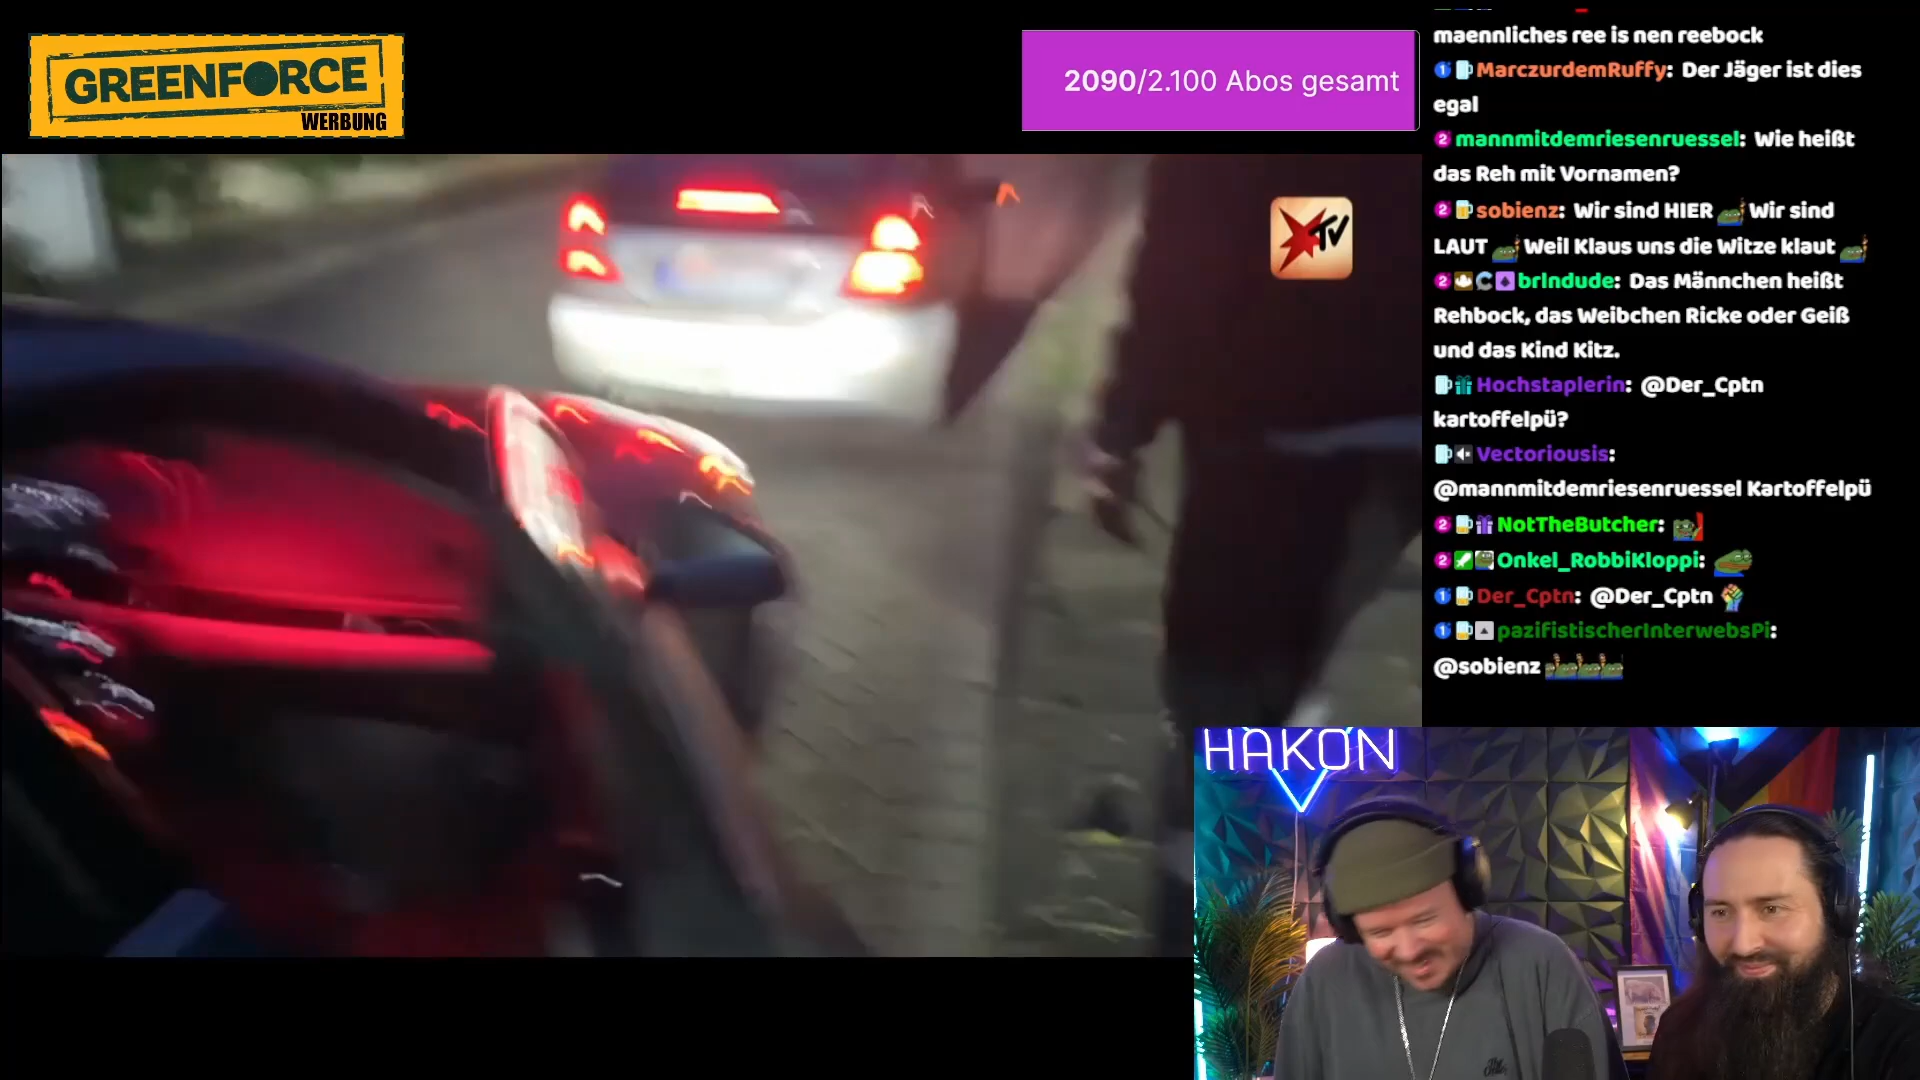 GREENFORCE
WERBUNG
2090/2.100 Abos gesamt
TV
maennliches ree is nen reebock
MarczurdemRuffy: Der Jäger ist dies
egal
mannmitdemriesenruessel: Wie heißt
das Reh mit Vornamen?
sobienz: Wir sind HIER Wir sind
LAUT Weil Klaus uns die Witze klaut
brlndude: Das Männchen heißt
Rehbock, das Weibchen Ricke oder Geiß
und das Kind Kitz.
Hochstaplerin: @Der_Cptn
kartoffelpü?
Vectoriousis:
@mannmitdemriesenruessel Kartoffelpü
NotTheButcher:
Onkel_RobbiKloppi:
Der_Cptn: @Der_Cptn
pazifistischerInterwebsPi:
@sobienz
HAKON